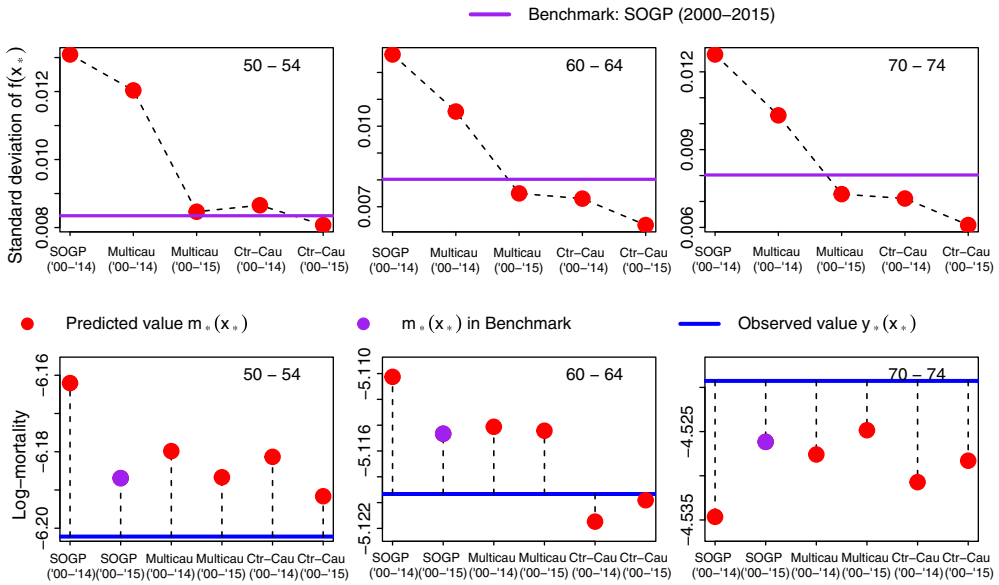 Benchmark: SOGP (2000–2015)
Standard deviation of f(x*)
50 – 54
0.012
0.010
0.008
SOGP ('00–'14)
Multicau ('00–'14)
Multicau ('00–'15)
Ctr–Cau ('00–'14)
Ctr–Cau ('00–'15)
60 – 64
0.010
0.007
SOGP ('00–'14)
Multicau ('00–'14)
Multicau ('00–'15)
Ctr–Cau ('00–'14)
Ctr–Cau ('00–'15)
70 – 74
0.012
0.009
0.006
SOGP ('00–'14)
Multicau ('00–'14)
Multicau ('00–'15)
Ctr–Cau ('00–'14)
Ctr–Cau ('00–'15)
Predicted value m*(x*)
m*(x*) in Benchmark
Observed value y*(x*)
Log–mortality
50 – 54
−6.16
−6.18
−6.20
SOGP ('00–'14)
SOGP ('00–'15)
Multicau ('00–'14)
Multicau ('00–'15)
Ctr–Cau ('00–'14)
Ctr–Cau ('00–'15)
60 – 64
−5.110
−5.116
−5.122
SOGP ('00–'14)
SOGP ('00–'15)
Multicau ('00–'14)
Multicau ('00–'15)
Ctr–Cau ('00–'14)
Ctr–Cau ('00–'15)
70 – 74
−4.525
−4.535
SOGP ('00–'14)
SOGP ('00–'15)
Multicau ('00–'14)
Multicau ('00–'15)
Ctr–Cau ('00–'14)
Ctr–Cau ('00–'15)